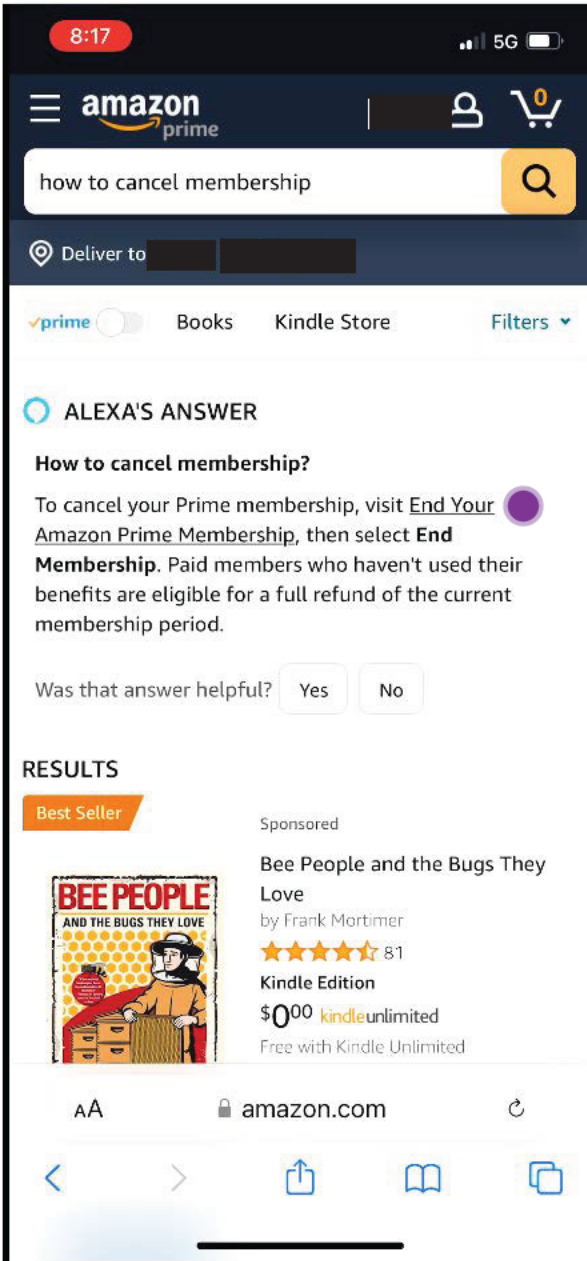 8:17
5G
amazon
prime
0
how to cancel membership
Deliver to
prime
Books
Kindle Store
Filters
ALEXA'S ANSWER
How to cancel membership?
To cancel your Prime membership, visit End Your
Amazon Prime Membership, then select End
Membership. Paid members who haven't used their
benefits are eligible for a full refund of the current
membership period.
Was that answer helpful?
Yes
No
RESULTS
Best Seller
Sponsored
Bee People and the Bugs They
Love
by Frank Mortimer
81
Kindle Edition
$000 kindleunlimited
Free with Kindle Unlimited
BEE PEOPLE
AND THE BUGS THEY LOVE
AA
amazon.com